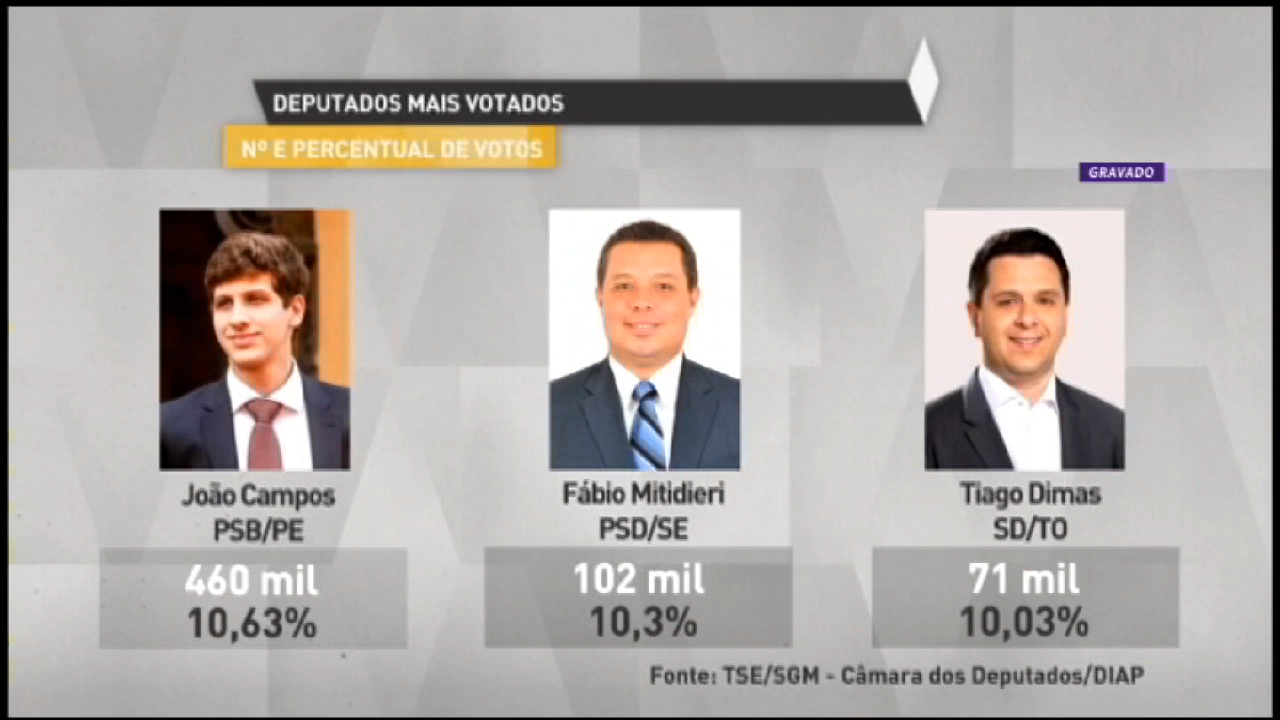 DEPUTADOS MAIS VOTADOS
Nº E PERCENTUAL DE VOTOS
GRAVADO
João Campos
PSB/PE
460 mil
10,63%
Fábio Mitidieri
PSD/SE
102 mil
10,3%
Tiago Dimas
SD/TO
71 mil
10,03%
Fonte: TSE/SGM - Câmara dos Deputados/DIAP